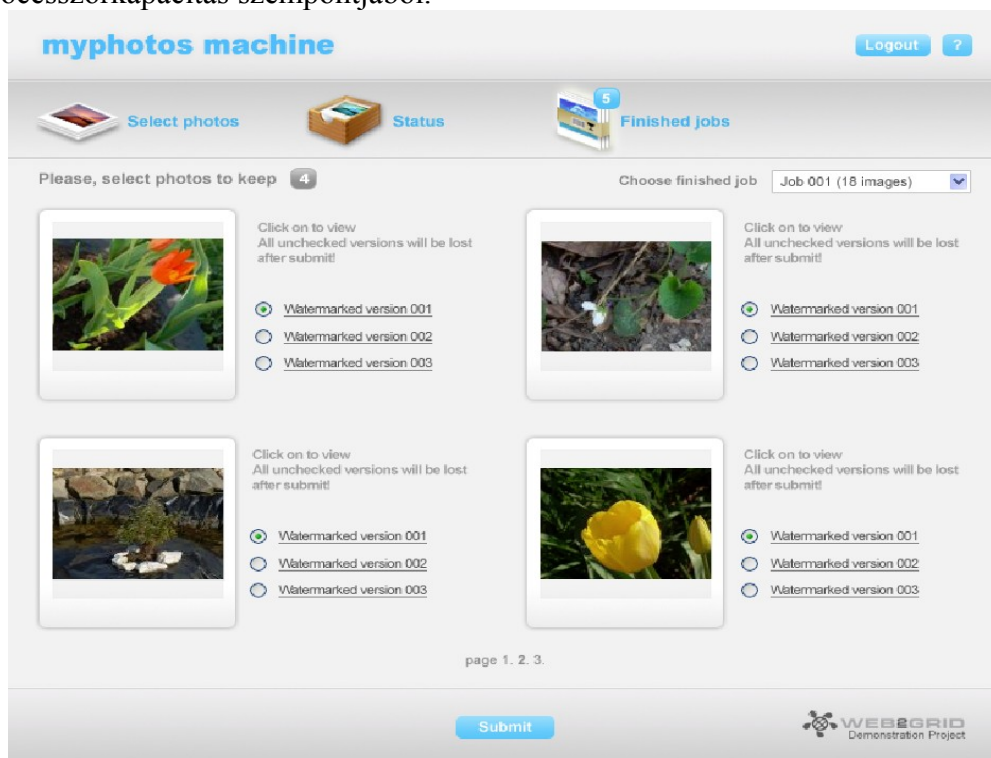 ocesszorkapacitás szempontjából.
myphotos machine
Logout ?
Select photos
Status
5
Finished jobs
Please, select photos to keep 4
Choose finished job Job 001 (18 images)
Click on to view
All unchecked versions will be lost
after submit!
Watermarked version 001
Watermarked version 002
Watermarked version 003
Click on to view
All unchecked versions will be lost
after submit!
Watermarked version 001
Watermarked version 002
Watermarked version 003
Click on to view
All unchecked versions will be lost
after submit!
Watermarked version 001
Watermarked version 002
Watermarked version 003
Click on to view
All unchecked versions will be lost
after submit!
Watermarked version 001
Watermarked version 002
Watermarked version 003
page 1. 2. 3.
Submit
WEB2GRID
Demonstration Project